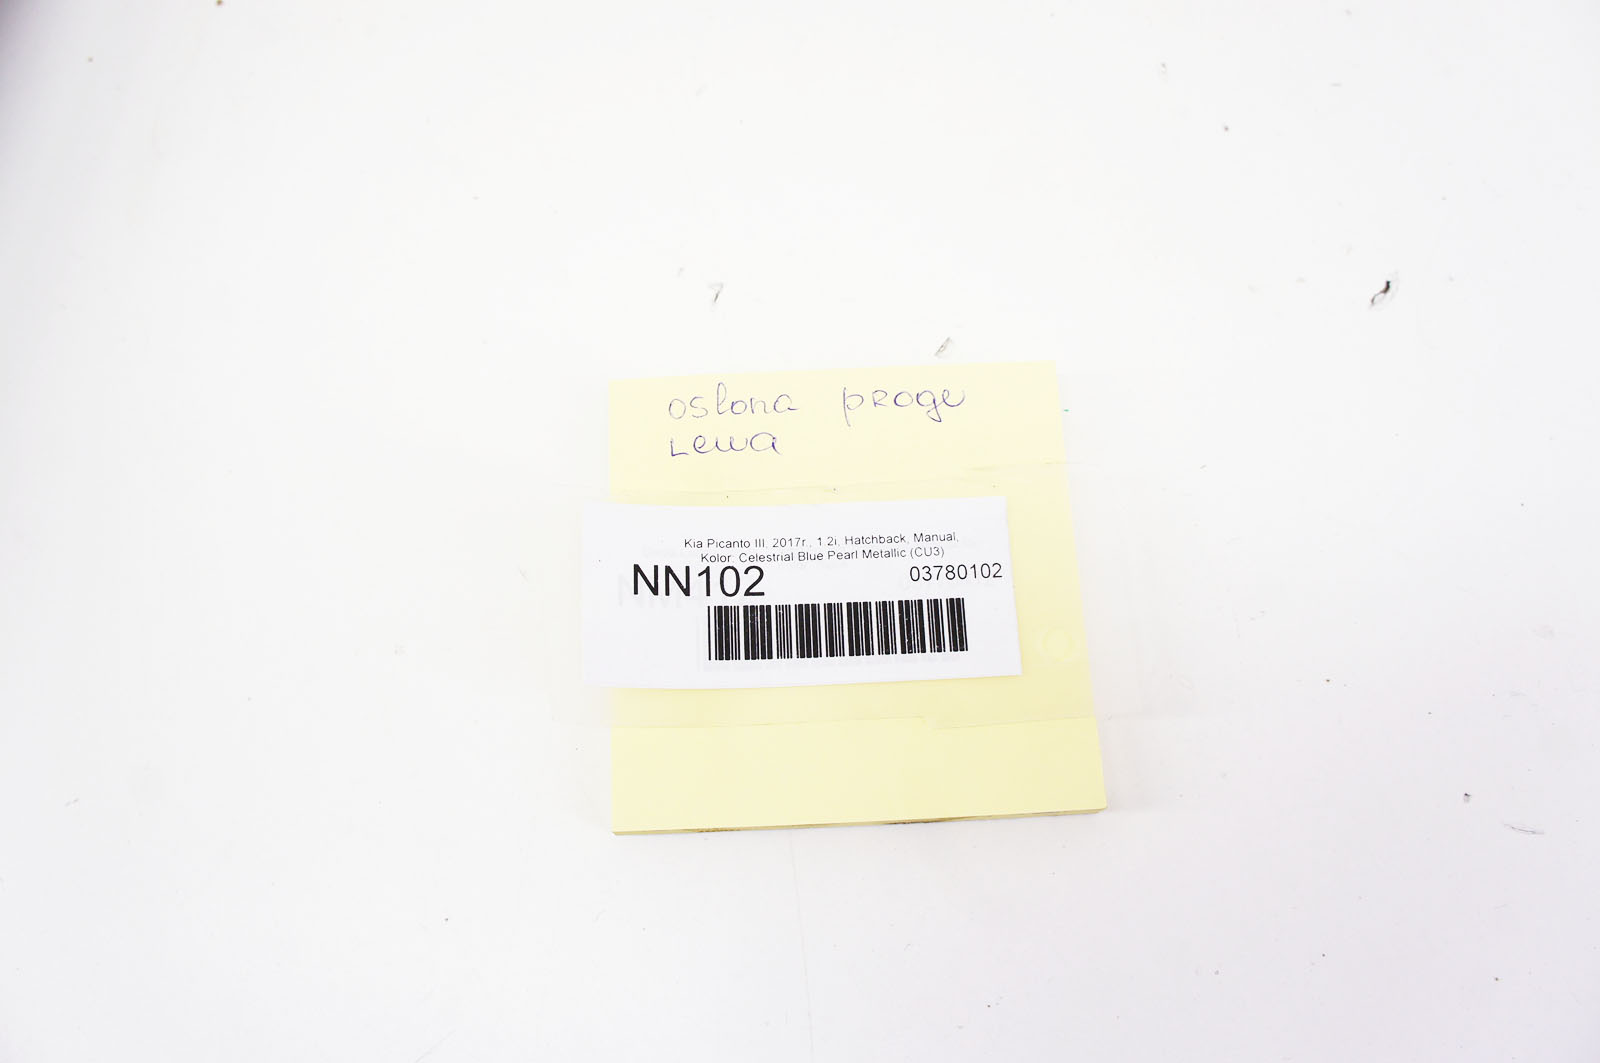 oslona progu
Lewa
Kia Picanto III, 2017r., 1.2i, Hatchback, Manual,
Kolor: Celestrial Blue Pearl Metallic (CU3)
NN102 03780102